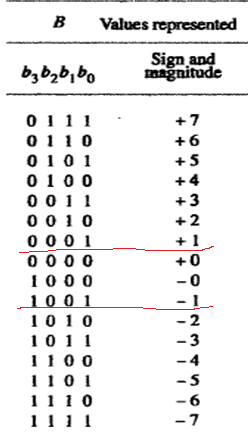 B Values represented
b3b2b1b0 Sign and magnitude
0 1 1 1 + 7
0 1 1 0 + 6
0 1 0 1 + 5
0 1 0 0 + 4
0 0 1 1 + 3
0 0 1 0 + 2
0 0 0 1 + 1
0 0 0 0 + 0
1 0 0 0 - 0
1 0 0 1 - 1
1 0 1 0 - 2
1 0 1 1 - 3
1 1 0 0 - 4
1 1 0 1 - 5
1 1 1 0 - 6
1 1 1 1 - 7